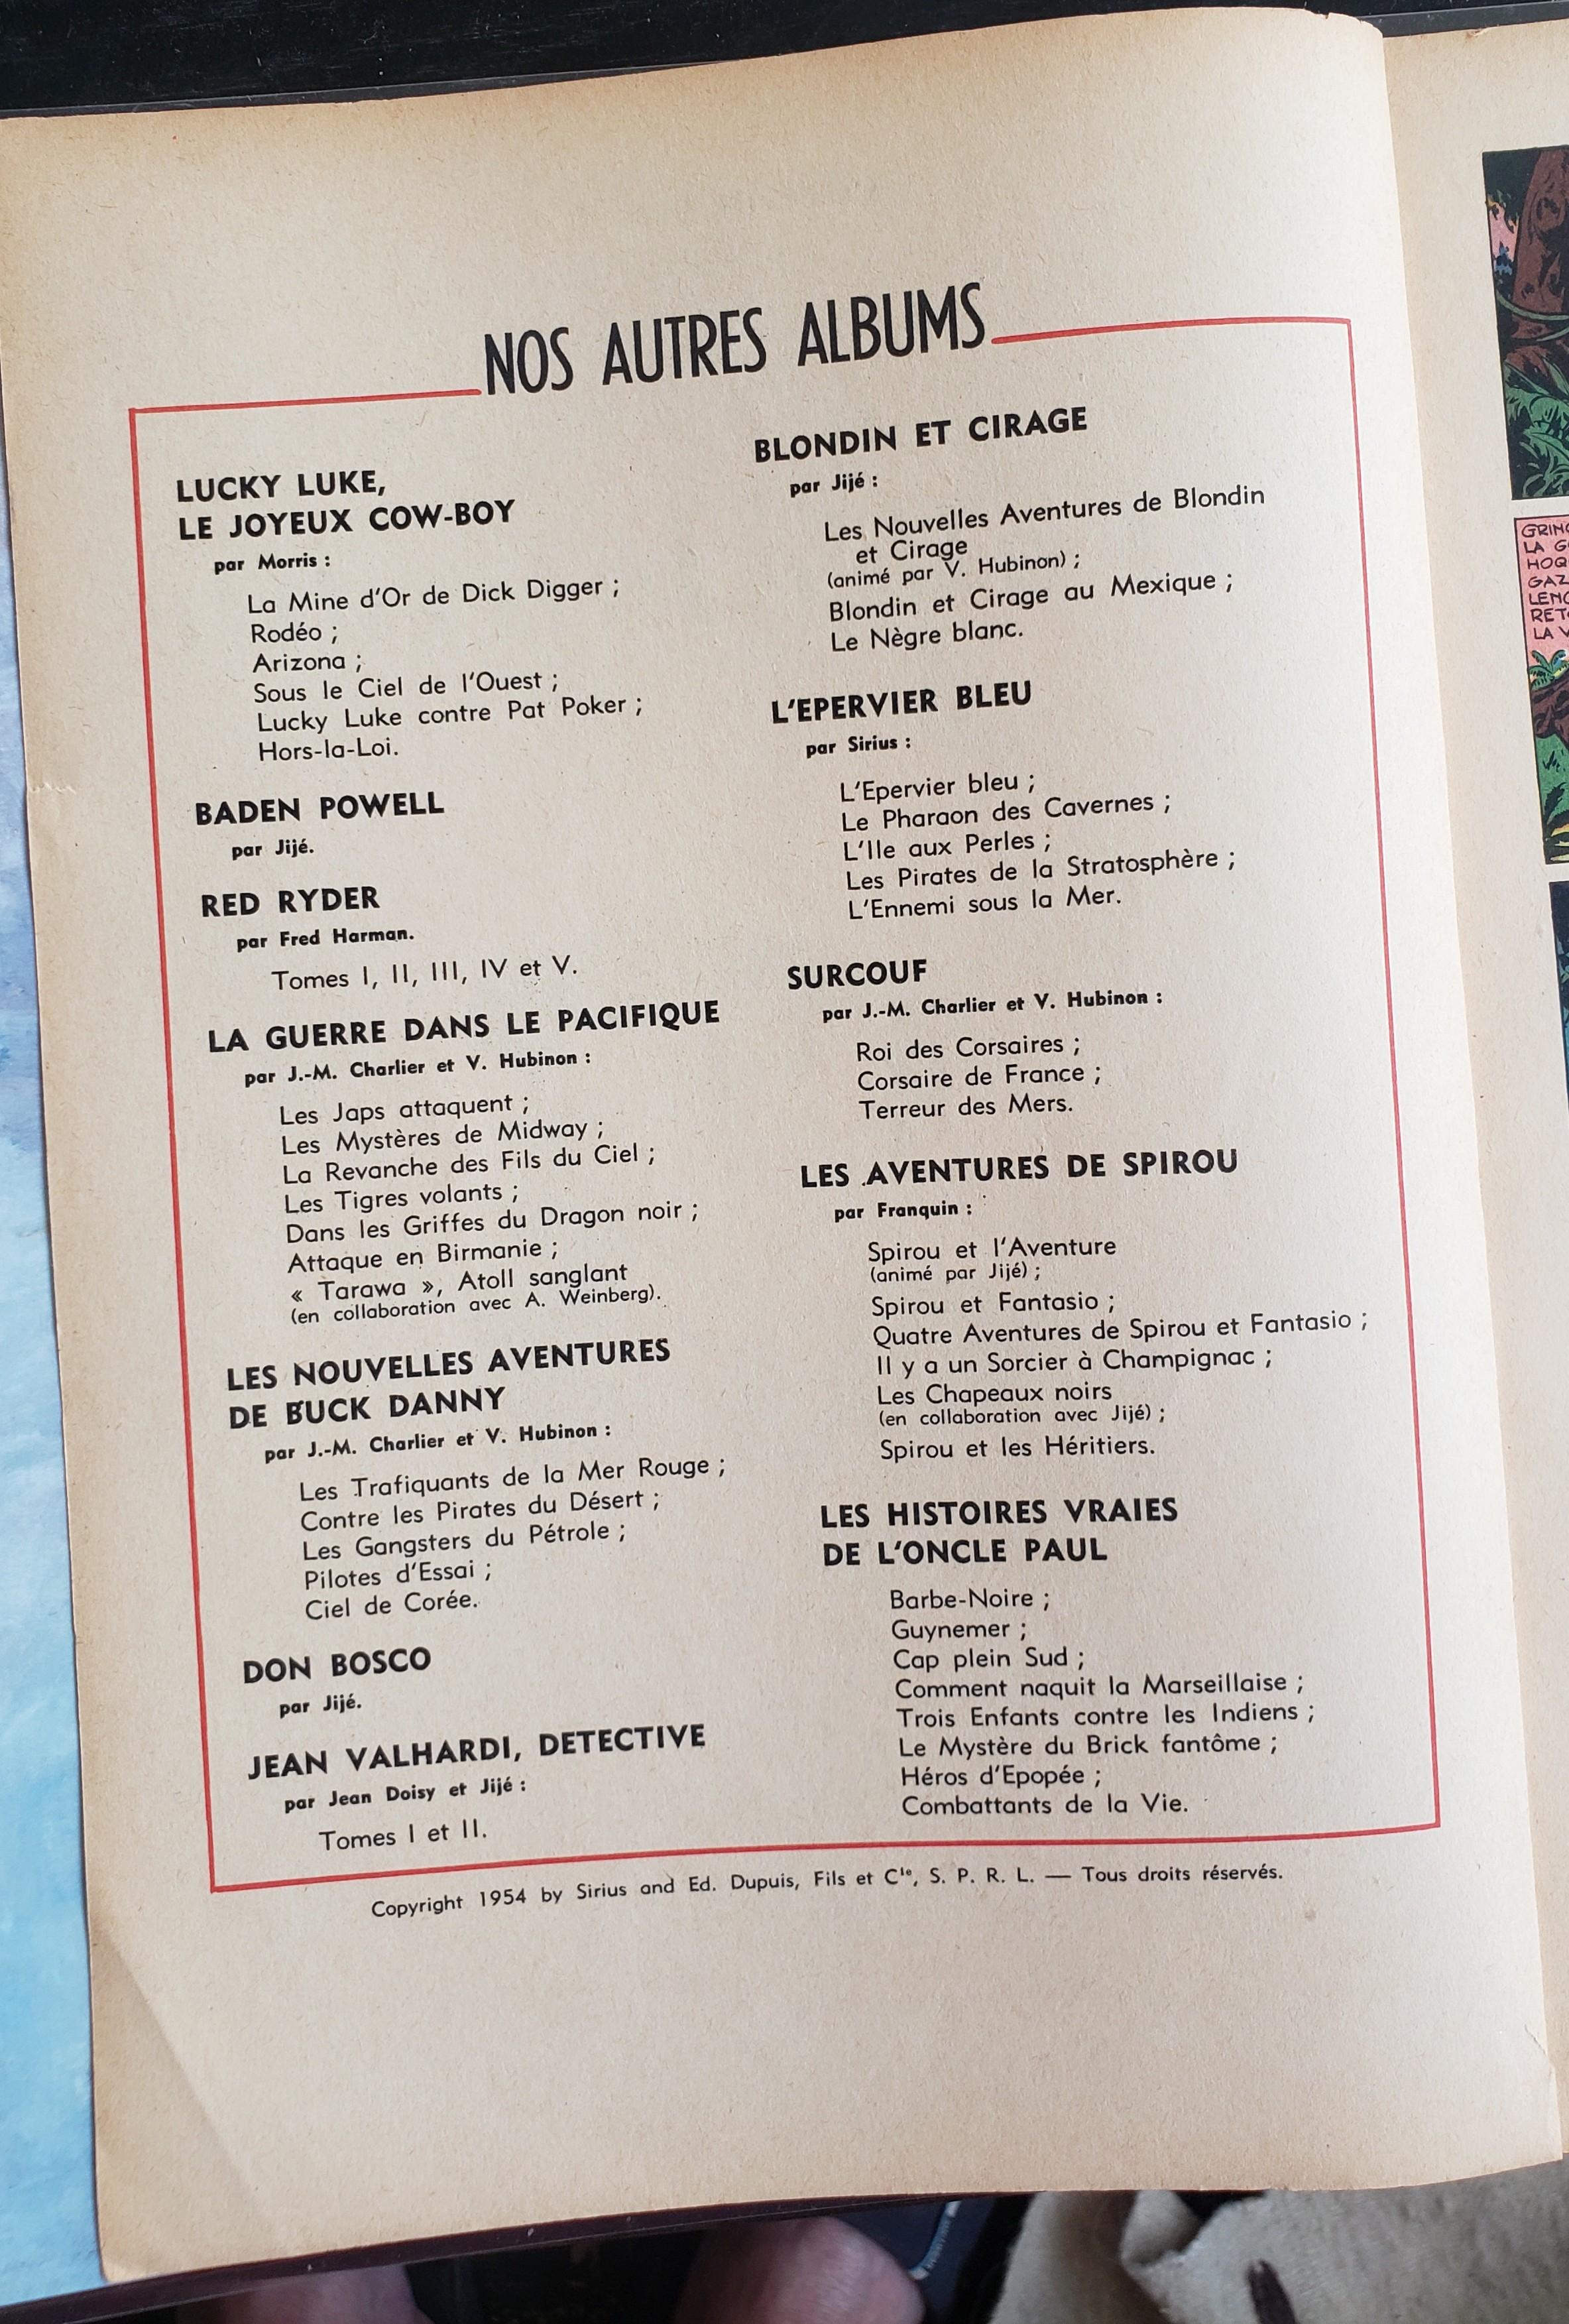 NOS AUTRES ALBUMS
LUCKY LUKE,
LE JOYEUX COW-BOY
par Morris :
La Mine d'Or de Dick Digger ;
Rodéo ;
Arizona ;
Sous le Ciel de l'Ouest ;
Lucky Luke contre Pat Poker ;
Hors-la-Loi.
BADEN POWELL
par Jijé.
RED RYDER
par Fred Harman.
Tomes I, II, III, IV et V.
LA GUERRE DANS LE PACIFIQUE
par J.-M. Charlier et V. Hubinon :
Les Japs attaquent ;
Les Mystères de Midway ;
La Revanche des Fils du Ciel ;
Les Tigres volants ;
Dans les Griffes du Dragon noir ;
Attaque en Birmanie ;
« Tarawa », Atoll sanglant
(en collaboration avec A. Weinberg).
LES NOUVELLES AVENTURES
DE BUCK DANNY
par J.-M. Charlier et V. Hubinon :
Les Trafiquants de la Mer Rouge ;
Contre les Pirates du Désert ;
Les Gangsters du Pétrole ;
Pilotes d'Essai ;
Ciel de Corée.
DON BOSCO
par Jijé.
JEAN VALHARDI, DETECTIVE
par Jean Doisy et Jijé :
Tomes I et II.
BLONDIN ET CIRAGE
par Jijé :
Les Nouvelles Aventures de Blondin
et Cirage
(animé par V. Hubinon) ;
Blondin et Cirage au Mexique ;
Le Nègre blanc.
L'EPERVIER BLEU
par Sirius :
L'Epervier bleu ;
Le Pharaon des Cavernes ;
L'Ile aux Perles ;
Les Pirates de la Stratosphère ;
L'Ennemi sous la Mer.
SURCOUF
par J.-M. Charlier et V. Hubinon :
Roi des Corsaires ;
Corsaire de France ;
Terreur des Mers.
LES AVENTURES DE SPIROU
par Franquin :
Spirou et l'Aventure
(animé par Jijé) ;
Spirou et Fantasio ;
Quatre Aventures de Spirou et Fantasio ;
Il y a un Sorcier à Champignac ;
Les Chapeaux noirs
(en collaboration avec Jijé) ;
Spirou et les Héritiers.
LES HISTOIRES VRAIES
DE L'ONCLE PAUL
Barbe-Noire ;
Guynemer ;
Cap plein Sud ;
Comment naquit la Marseillaise ;
Trois Enfants contre les Indiens ;
Le Mystère du Brick fantôme ;
Héros d'Epopée ;
Combattants de la Vie.
Copyright 1954 by Sirius and Ed. Dupuis, Fils et Cie, S. P. R. L. — Tous droits réservés.